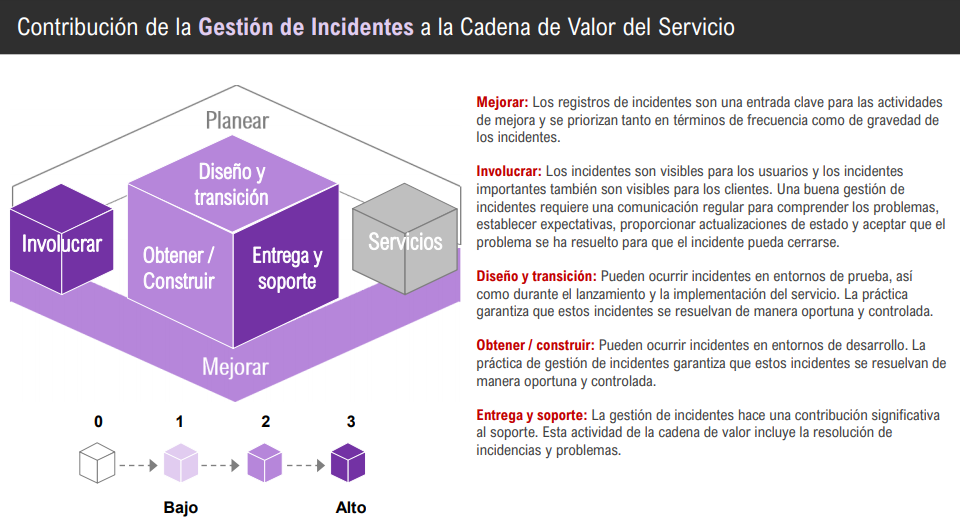 Contribución de la Gestión de Incidentes a la Cadena de Valor del Servicio
Planear
Diseño y
transición
Involucrar
Obtener /
Construir
Entrega y
soporte
Servicios
Mejorar
0 1 2 3
Bajo Alto
Mejorar: Los registros de incidentes son una entrada clave para las actividades
de mejora y se priorizan tanto en términos de frecuencia como de gravedad de
los incidentes.
Involucrar: Los incidentes son visibles para los usuarios y los incidentes
importantes también son visibles para los clientes. Una buena gestión de
incidentes requiere una comunicación regular para comprender los problemas,
establecer expectativas, proporcionar actualizaciones de estado y aceptar que el
problema se ha resuelto para que el incidente pueda cerrarse.
Diseño y transición: Pueden ocurrir incidentes en entornos de prueba, así
como durante el lanzamiento y la implementación del servicio. La práctica
garantiza que estos incidentes se resuelvan de manera oportuna y controlada.
Obtener / construir: Pueden ocurrir incidentes en entornos de desarrollo. La
práctica de gestión de incidentes garantiza que estos incidentes se resuelvan de
manera oportuna y controlada.
Entrega y soporte: La gestión de incidentes hace una contribución significativa
al soporte. Esta actividad de la cadena de valor incluye la resolución de
incidencias y problemas.